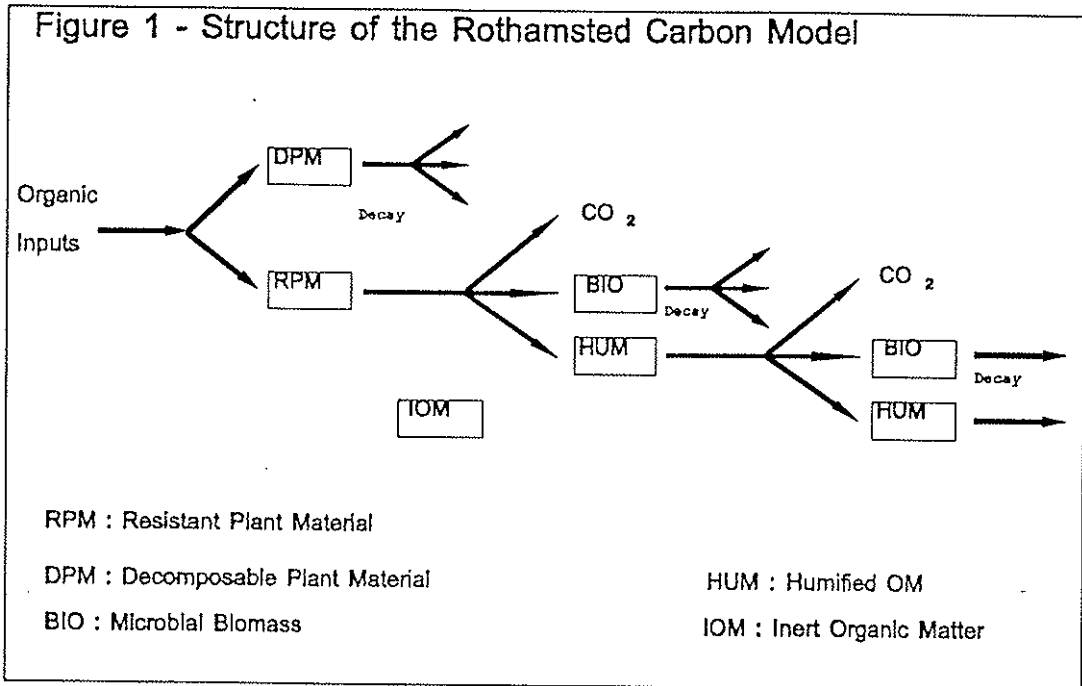 Figure 1 - Structure of the Rothamsted Carbon Model
DPM
Organic
Inputs
Decay
CO 2
RPM
BIO
Decay
CO 2
HUM
BIO
Decay
IOM
HUM
RPM : Resistant Plant Material
DPM : Decomposable Plant Material
HUM : Humified OM
BIO : Microbial Biomass
IOM : Inert Organic Matter